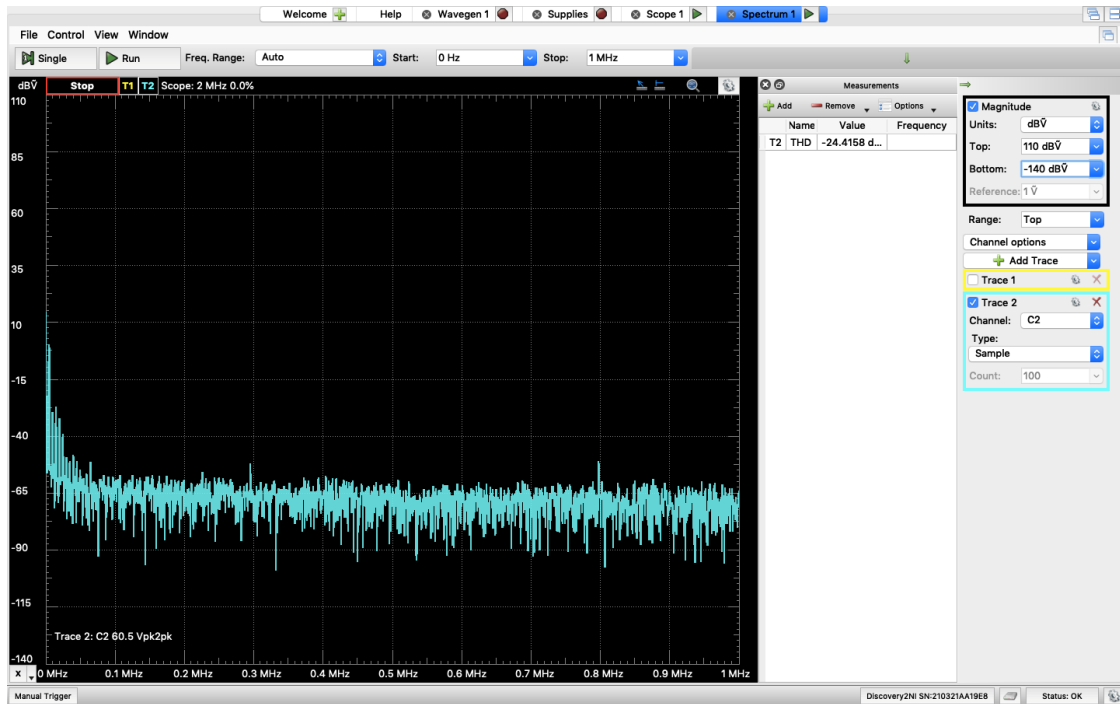 Welcome Help Wavegen 1 Supplies Scope 1 Spectrum 1
File Control View Window
Single Run Freq. Range: Auto Start: 0 Hz Stop: 1 MHz
dBṼ Stop T1 T2 Scope: 2 MHz 0.0%
110
85
60
35
10
-15
-40
-65
-90
-115
-140
Trace 2: C2 60.5 Vpk2pk
X 0 MHz 0.1 MHz 0.2 MHz 0.3 MHz 0.4 MHz 0.5 MHz 0.6 MHz 0.7 MHz 0.8 MHz 0.9 MHz 1 MHz
Measurements
Add Remove Options
Name Value Frequency
T2 THD -24.4158 d...
Magnitude
Units: dBṼ
Top: 110 dBṼ
Bottom: -140 dBṼ
Reference: 1 Ṽ
Range: Top
Channel options
Add Trace
Trace 1
Trace 2
Channel: C2
Type:
Sample
Count: 100
Manual Trigger Discovery2NI SN:210321AA19E8 Status: OK